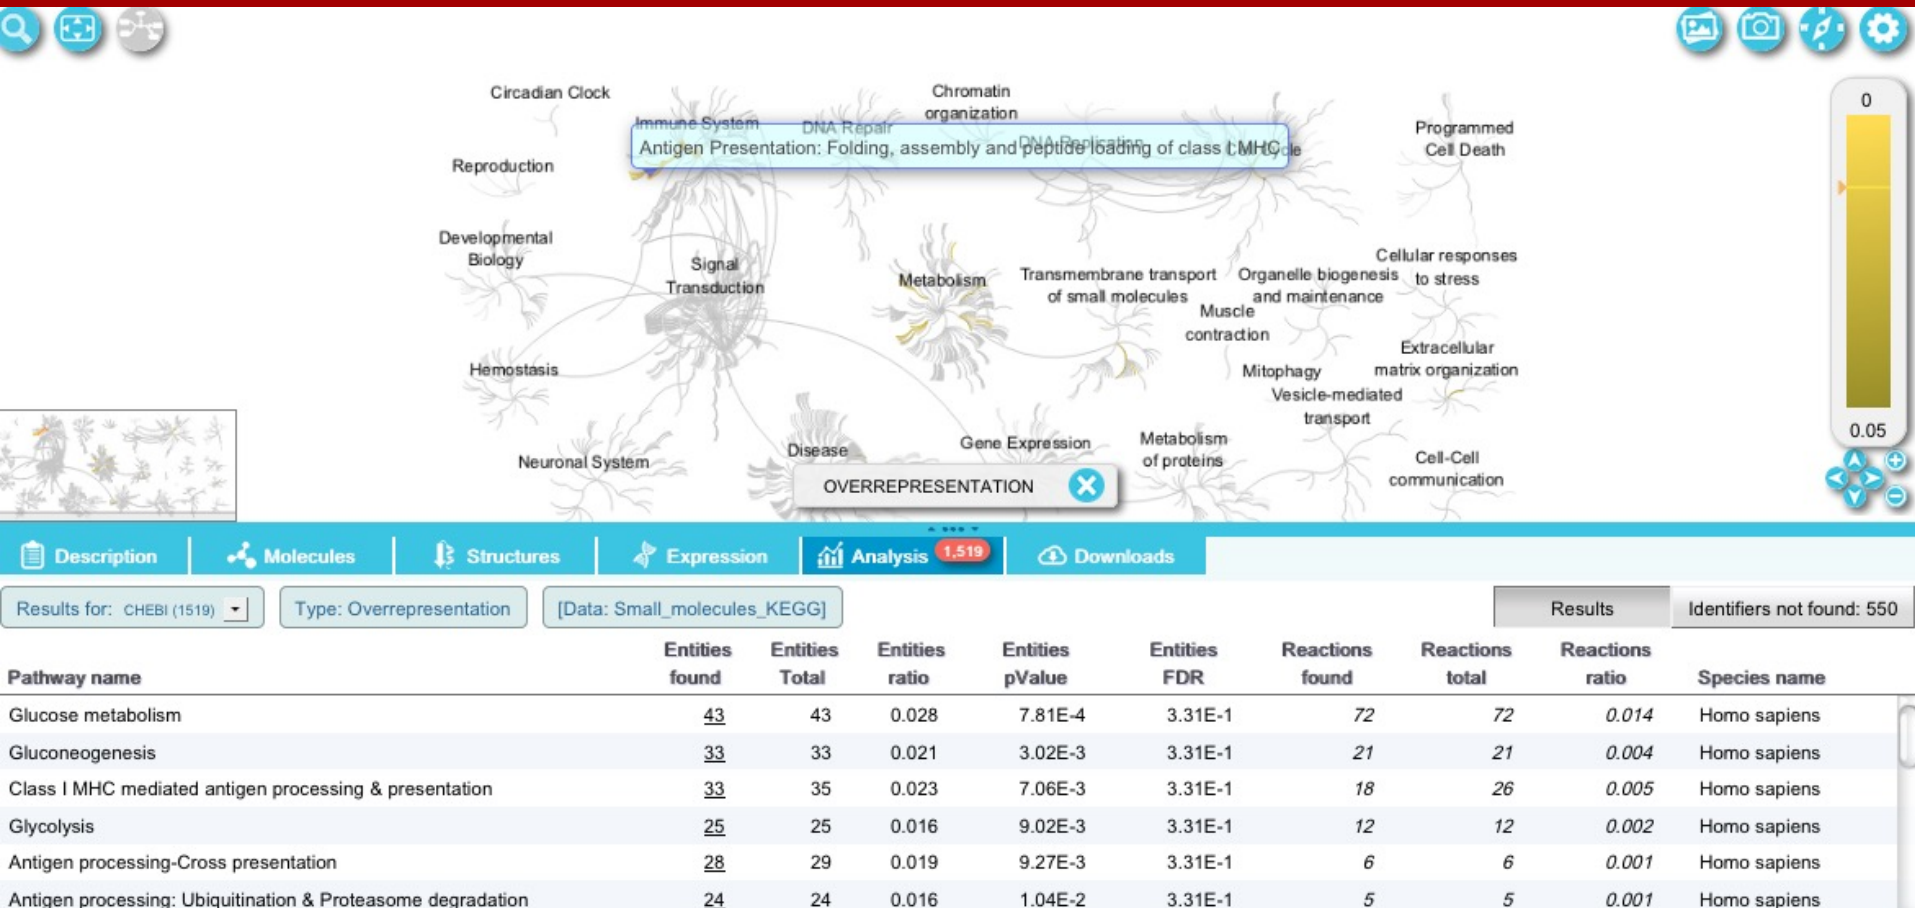 Circadian Clock
Chromatin
organization
Immune System
DNA Repair
DNA Replication
Antigen Presentation: Folding, assembly and peptide loading of class I MHC
Programmed
Cell Death
Reproduction
Developmental
Biology
Signal
Transduction
Metabolism
Transmembrane transport
of small molecules
Organelle biogenesis
and maintenance
Cellular responses
to stress
Muscle
contraction
Extracellular
matrix organization
Hemostasis
Mitophagy
Vesicle-mediated
transport
Neuronal System
Disease
Gene Expression
Metabolism
of proteins
Cell-Cell
communication
0
0.05
OVERREPRESENTATION
Description Molecules Structures Expression Analysis 1,519 Downloads
Results for: CHEBI (1519) Type: Overrepresentation [Data: Small_molecules_KEGG] Results Identifiers not found: 550
Entities Entities Entities Entities Entities Reactions Reactions Reactions
Pathway name found Total ratio pValue FDR found total ratio Species name
Glucose metabolism 43 43 0.028 7.81E-4 3.31E-1 72 72 0.014 Homo sapiens
Gluconeogenesis 33 33 0.021 3.02E-3 3.31E-1 21 21 0.004 Homo sapiens
Class I MHC mediated antigen processing & presentation 33 35 0.023 7.06E-3 3.31E-1 18 26 0.005 Homo sapiens
Glycolysis 25 25 0.016 9.02E-3 3.31E-1 12 12 0.002 Homo sapiens
Antigen processing-Cross presentation 28 29 0.019 9.27E-3 3.31E-1 6 6 0.001 Homo sapiens
Antigen processing: Ubiquitination & Proteasome degradation 24 24 0.016 1.04E-2 3.31E-1 5 5 0.001 Homo sapiens